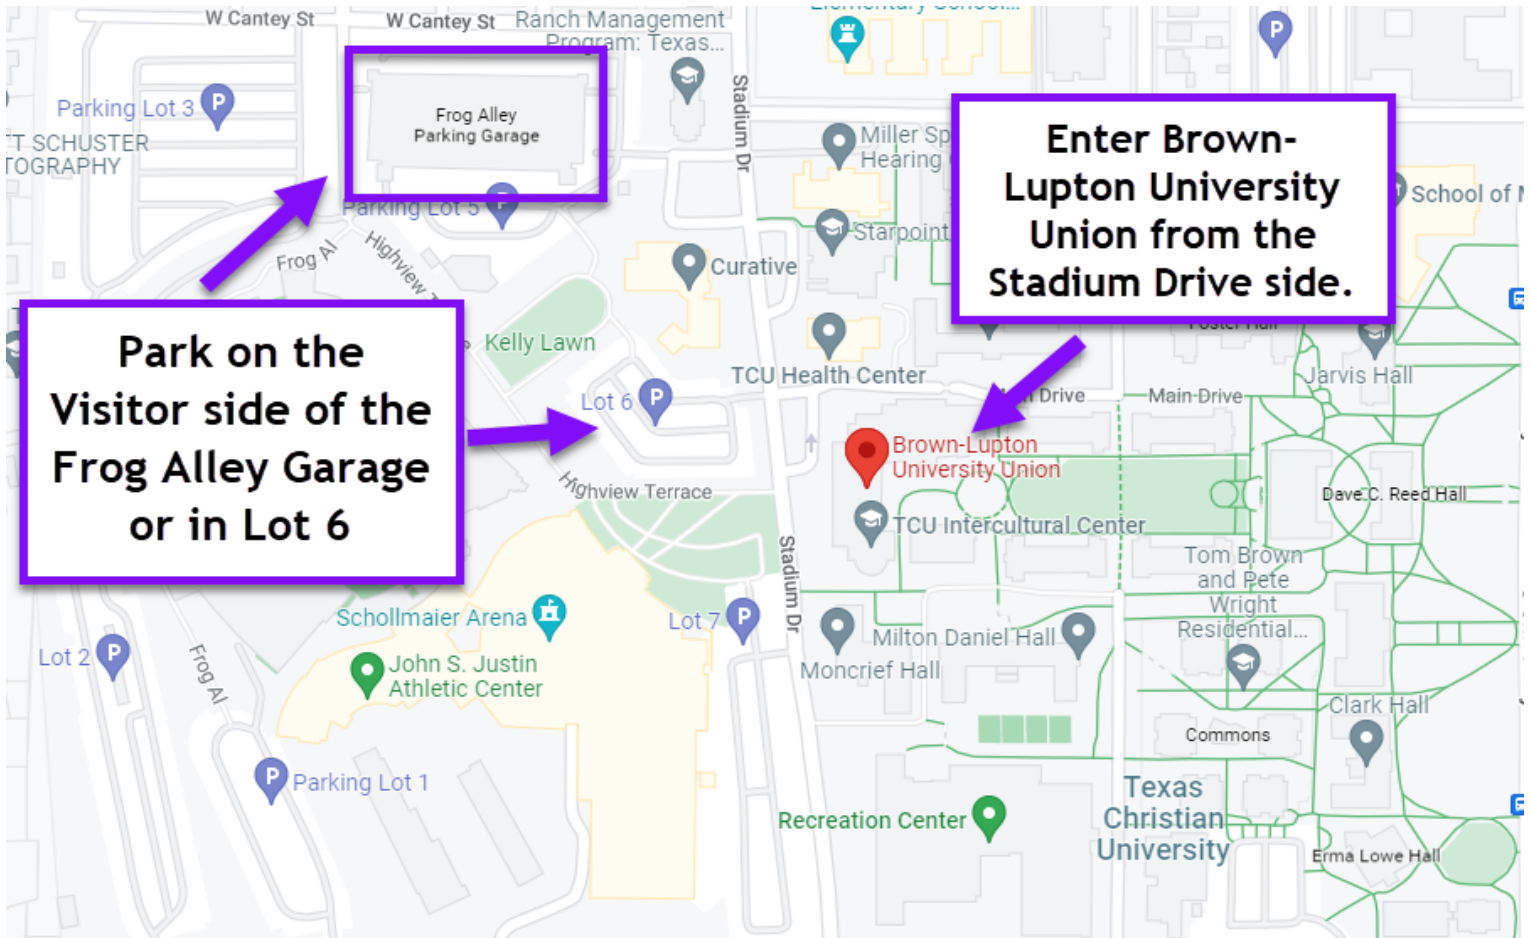 Elementary School...
W Cantey St
W Cantey St
Ranch Management
Program: Texas...
Parking Lot 3
Frog Alley
Parking Garage
Stadium Dr
Miller Sp
Hearing
Enter Brown-
Lupton University
Union from the
Stadium Drive side.
T SCHUSTER
TOGRAPHY
Parking Lot 5
School of
Starpoint
Frog Al
Highview
Curative
Park on the
Visitor side of the
Frog Alley Garage
or in Lot 6
Kelly Lawn
Foster Hall
TCU Health Center
Jarvis Hall
Lot 6
Drive
Main Drive
Brown-Lupton
University Union
Highview Terrace
Dave C. Reed Hall
TCU Intercultural Center
Stadium Dr
Tom Brown
and Pete
Wright
Residential...
Schollmaier Arena
Lot 7
Milton Daniel Hall
Moncrief Hall
Lot 2
Frog Al
John S. Justin
Athletic Center
Clark Hall
Commons
Parking Lot 1
Texas
Christian
University
Recreation Center
Erma Lowe Hall